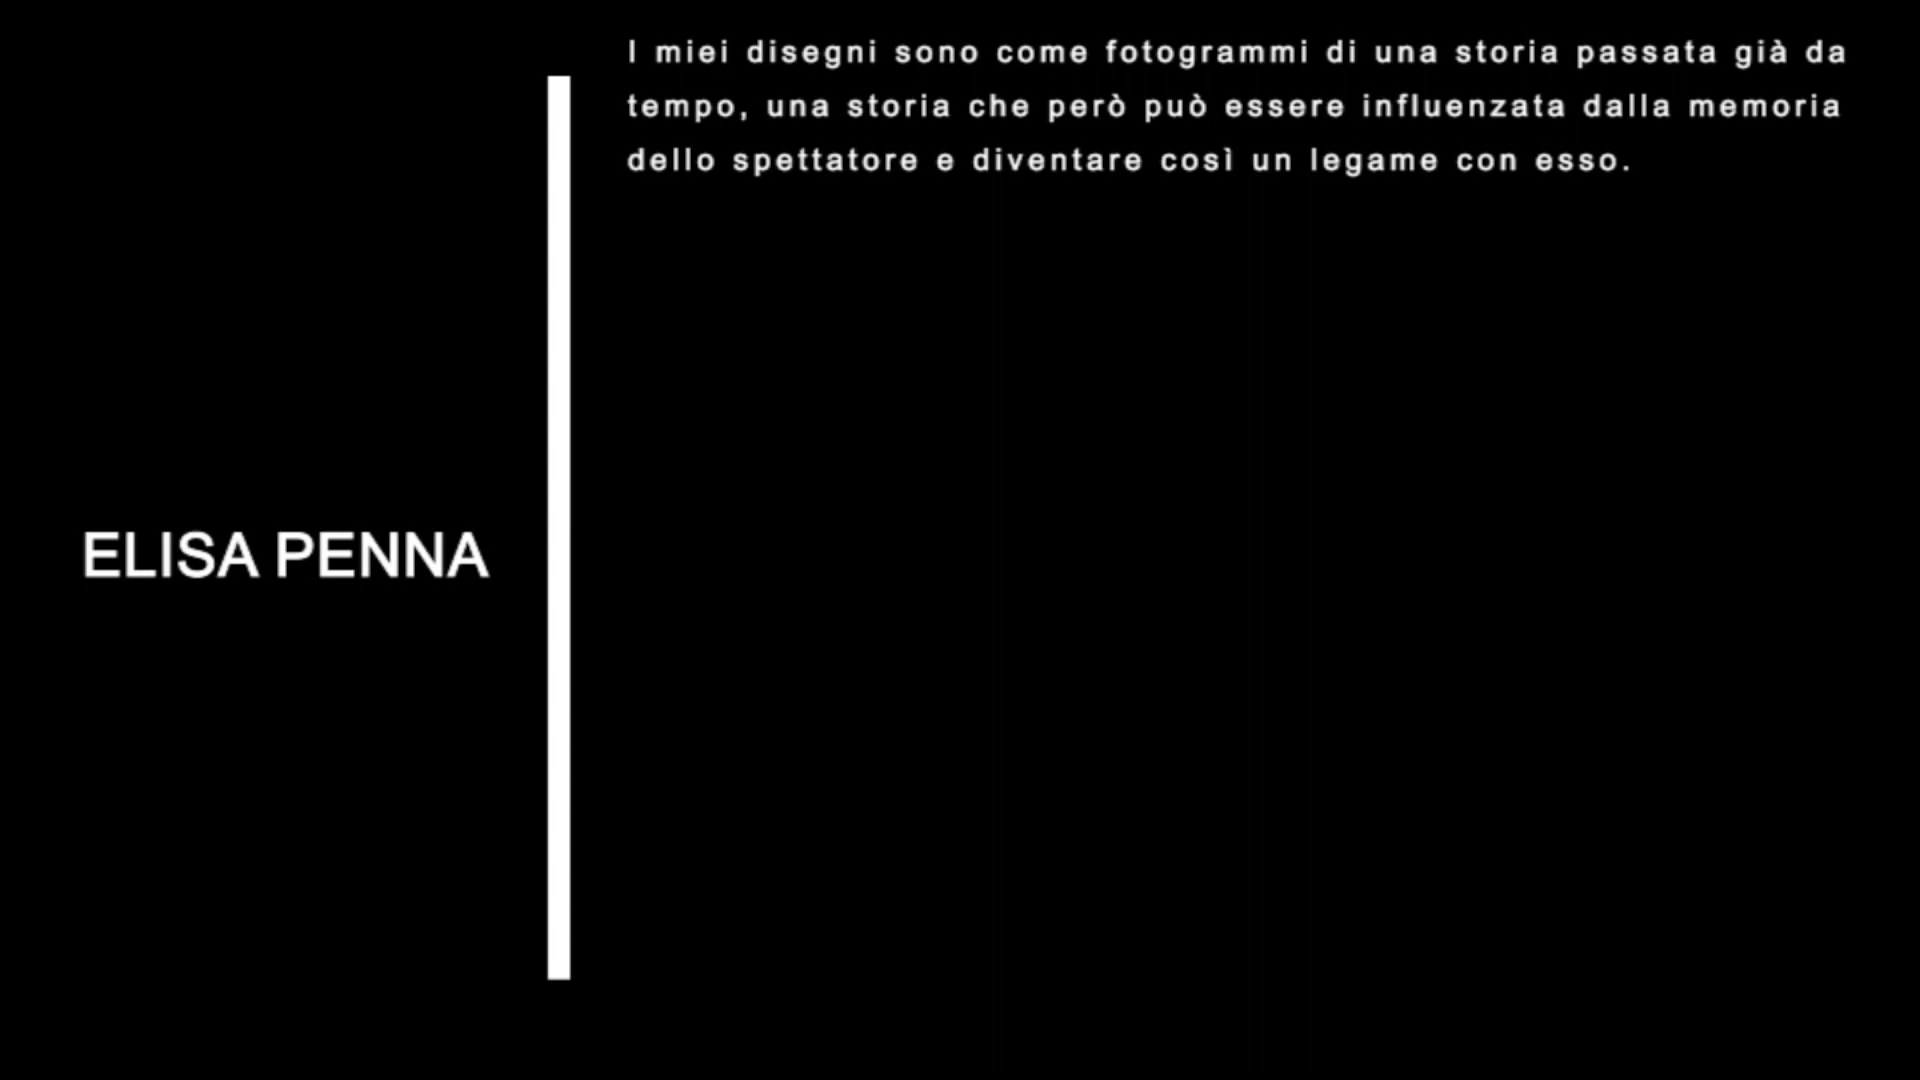 I miei disegni sono come fotogrammi di una storia passata già da
tempo, una storia che però può essere influenzata dalla memoria
dello spettatore e diventare così un legame con esso.
ELISA PENNA